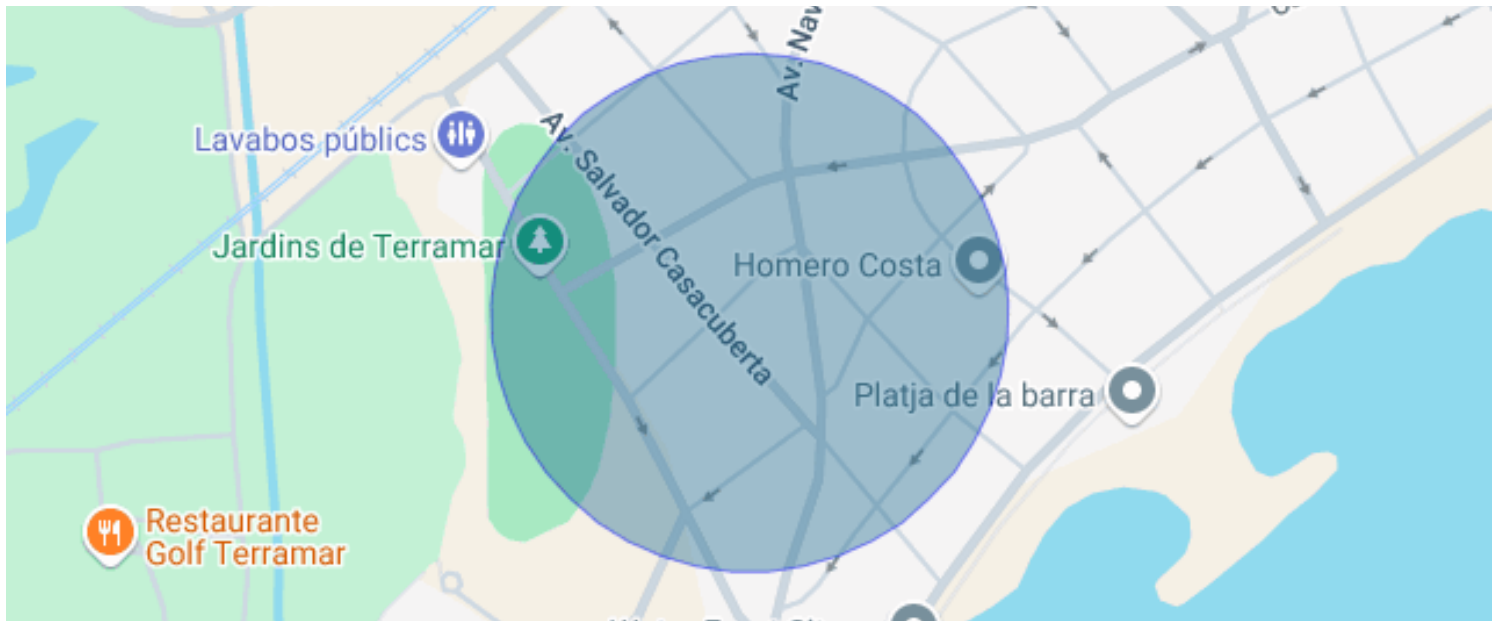 Av. Nav
Lavabos públics
Av. Salvador Casacuberta
Jardins de Terramar
Homero Costa
Platja de la barra
Restaurante
Golf Terramar